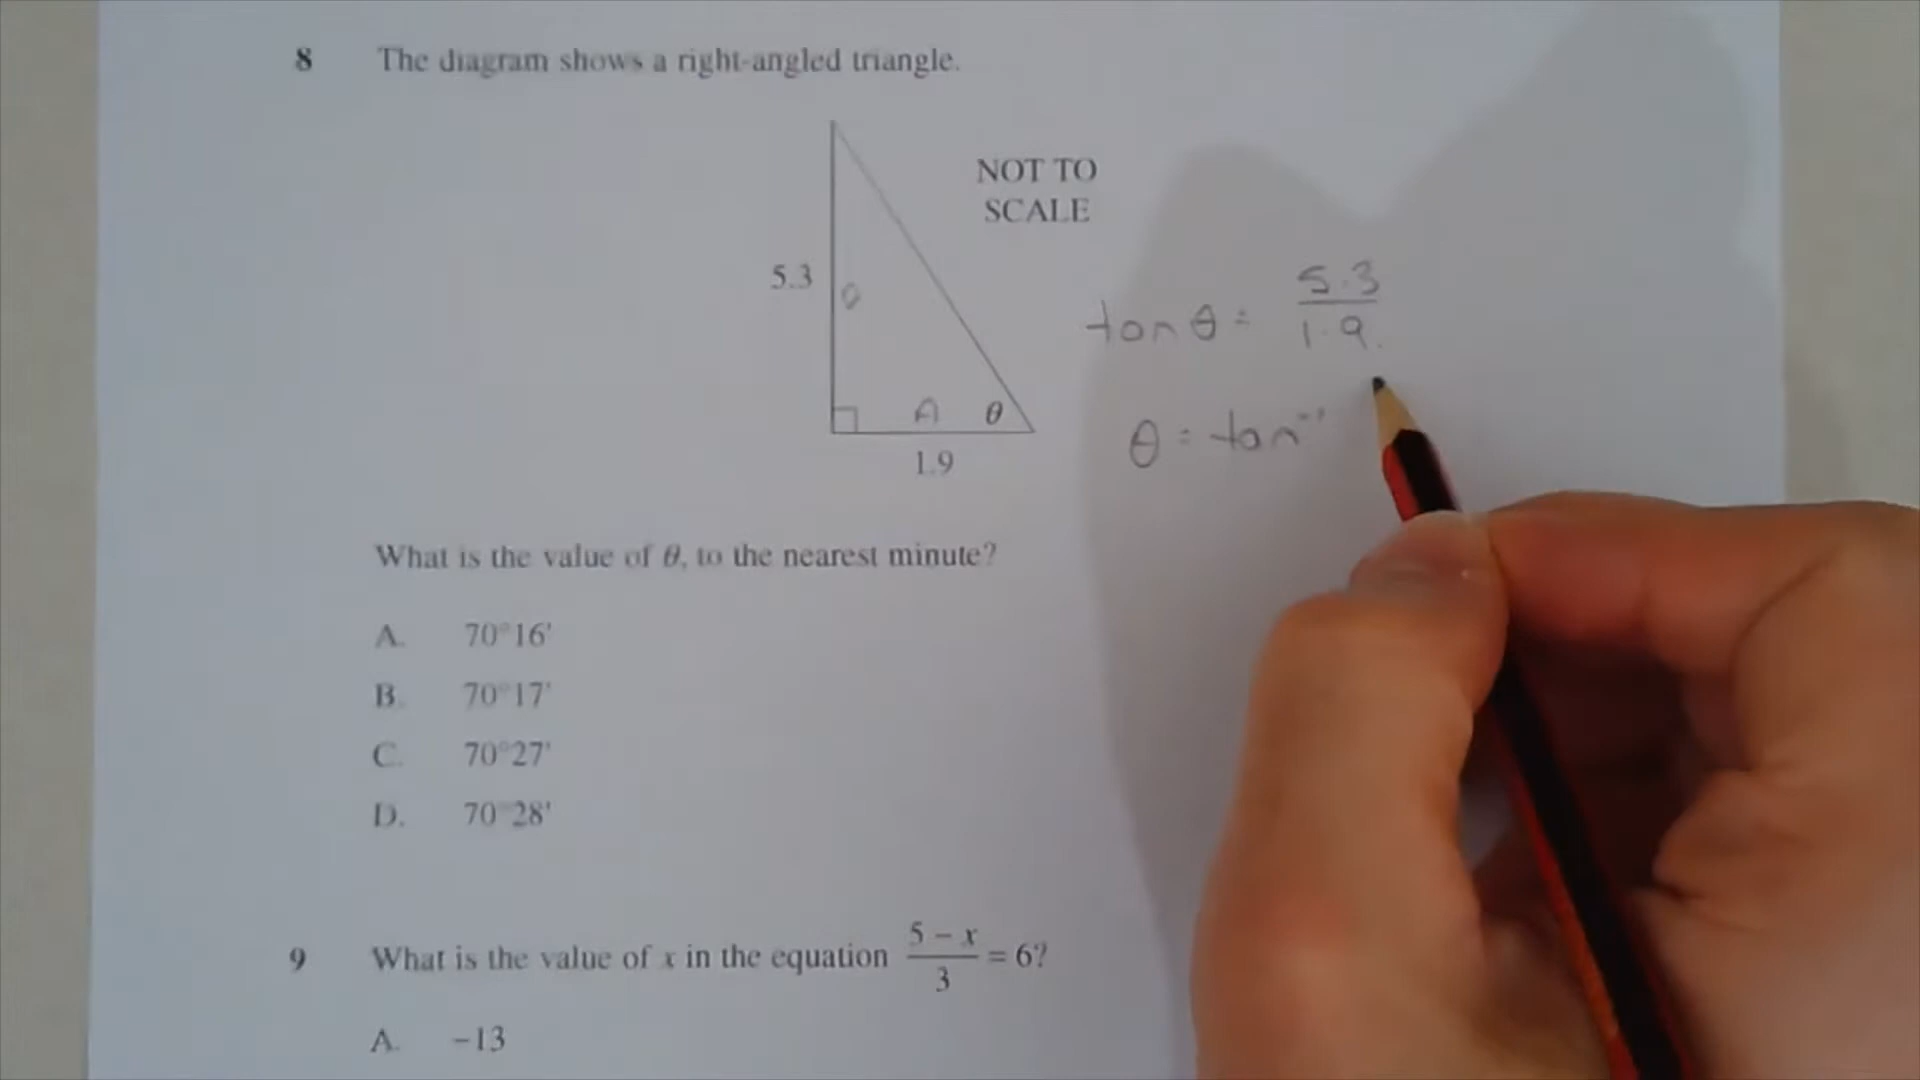 8 The diagram shows a right-angled triangle.
NOT TO
SCALE
5.3
O
tan θ = 5.3/1.9.
A θ
1.9
θ = tan⁻¹
What is the value of θ, to the nearest minute?
A. 70°16'
B. 70°17'
C. 70°27'
D. 70°28'
9 What is the value of x in the equation (5 − x)/3 = 6?
A. −13